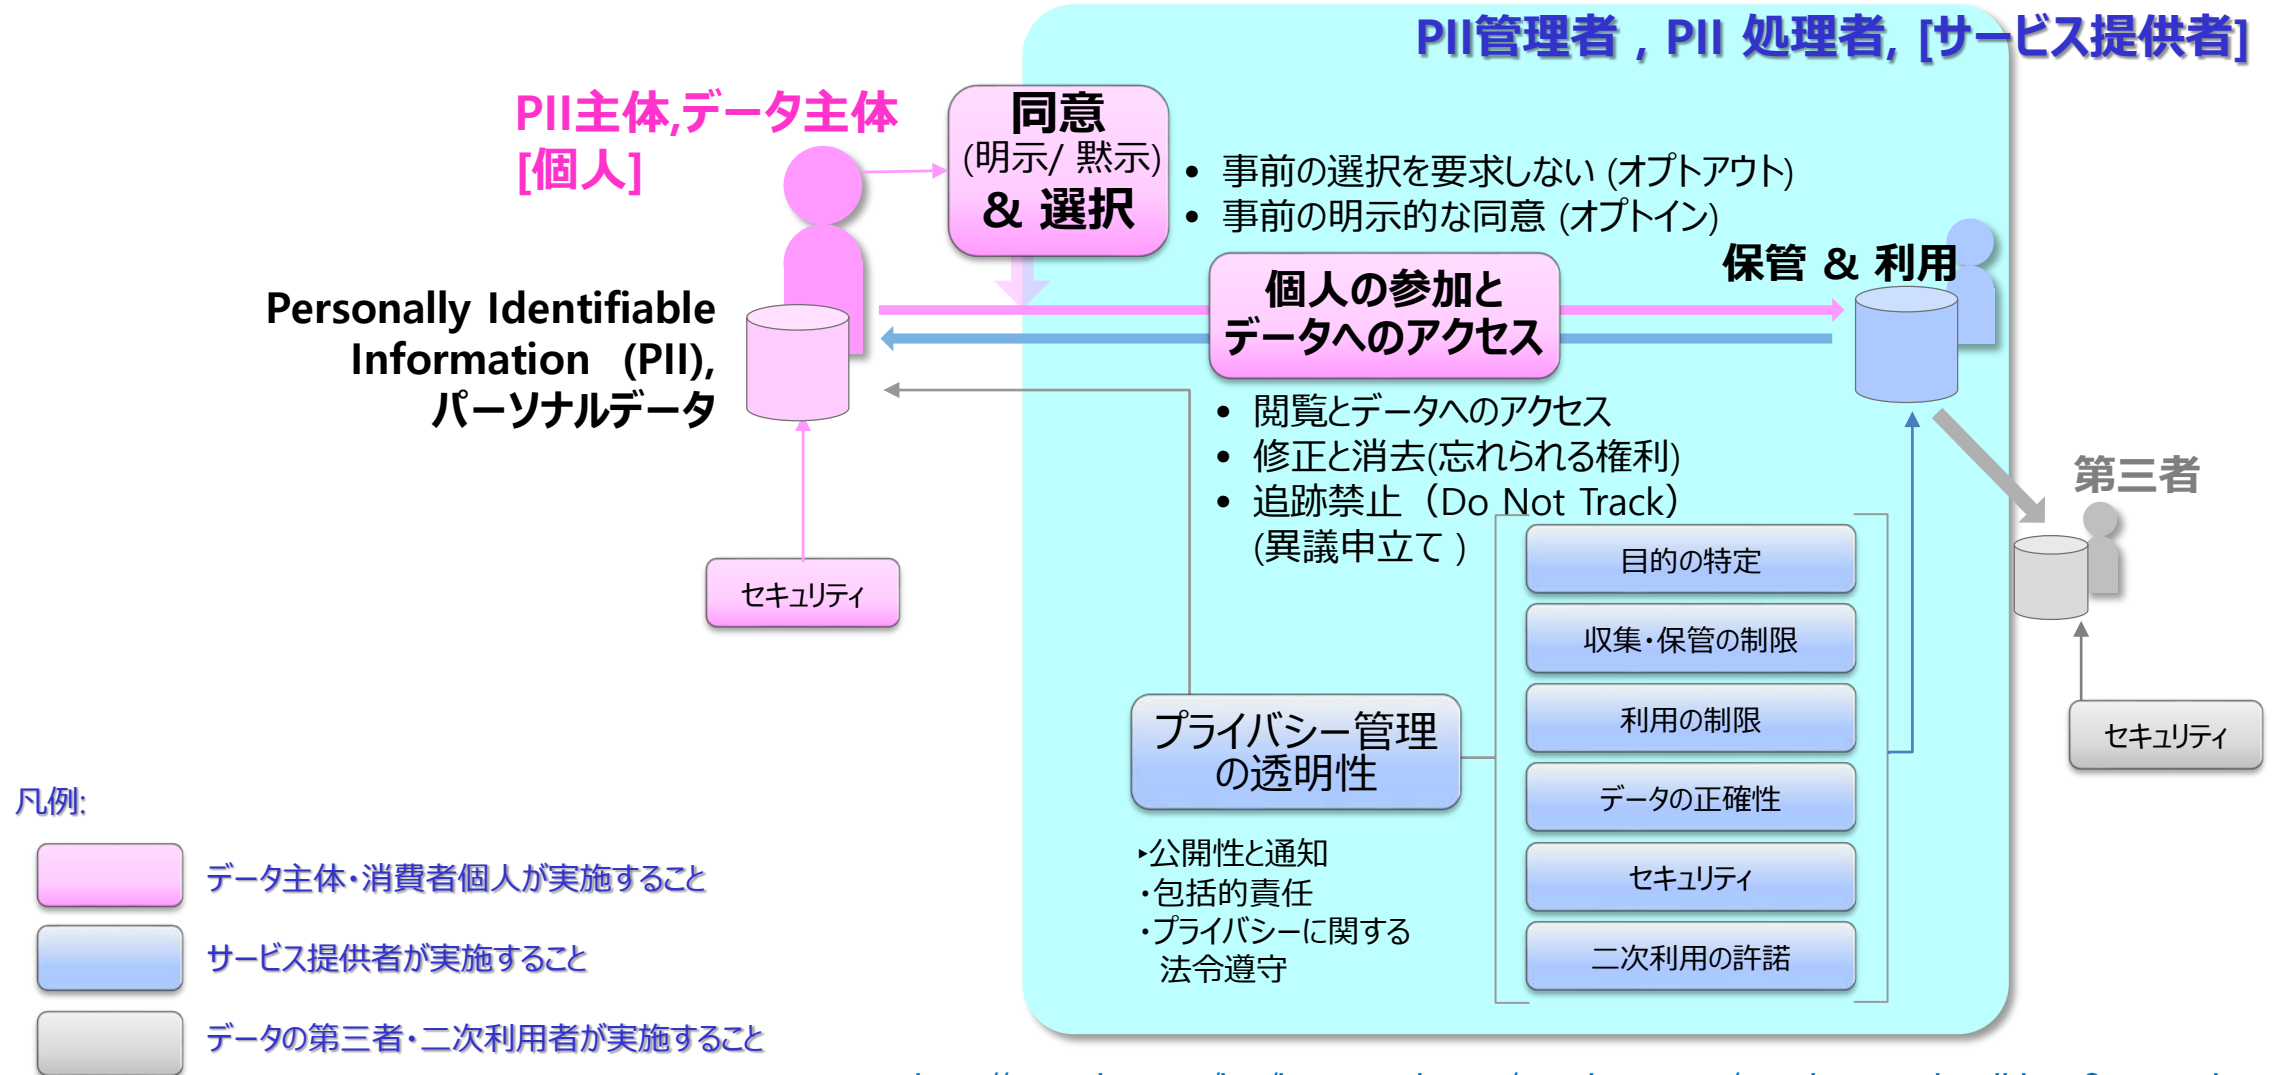 PII管理者 , PII 処理者, [サービス提供者]
PII主体,データ主体
[個人]
同意
(明示/ 黙示)
& 選択
• 事前の選択を要求しない (オプトアウト)
• 事前の明示的な同意 (オプトイン)
保管 & 利用
個人の参加と
データへのアクセス
Personally Identifiable
Information (PII),
パーソナルデータ
• 閲覧とデータへのアクセス
• 修正と消去(忘れられる権利)
• 追跡禁止（Do Not Track）
(異議申立て )
第三者
セキュリティ
目的の特定
収集・保管の制限
利用の制限
データの正確性
セキュリティ
二次利用の許諾
セキュリティ
プライバシー管理
の透明性
‣公開性と通知
・包括的責任
・プライバシーに関する
法令遵守
凡例:
データ主体・消費者個人が実施すること
サービス提供者が実施すること
データの第三者・二次利用者が実施すること